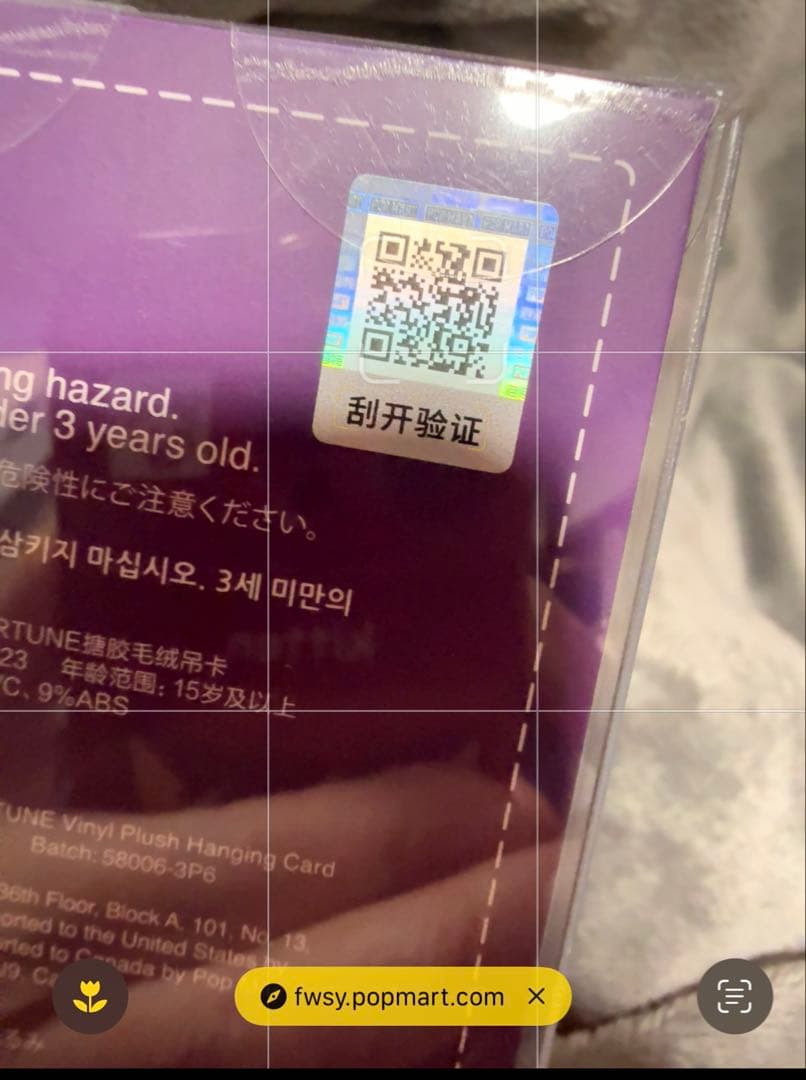 刮开验证
ng hazard.
der 3 years old.
危険性にご注意ください。
삼키지 마십시오. 3세 미만의
RTUNE搪胶毛绒吊卡
23 年龄范围: 15岁及以上
C、9%ABS
TUNE Vinyl Plush Hanging Card
Batch: 58006-3P6
36th Floor, Block A, 101, No. 13,
orted to the United States by
rted to Canada by Pop
fwsy.popmart.com